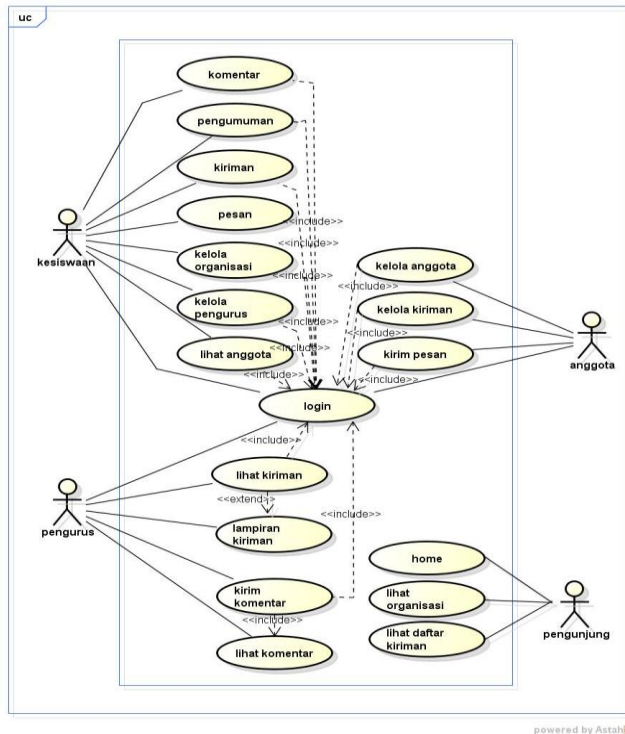 uc
komentar
pengumuman
kiriman
pesan
<<include>>
<<include>>
kelola
organisasi
kesiswaan
kelola anggota
<<include>>
<<include>>
kelola
pengurus
kelola kiriman
<<include>>
<<include>>
lihat anggota
<<include>>
kirim pesan
anggota
<<include>>
<<include>>
login
<<include>>
lihat kiriman
<<extend>>
<<include>>
lampiran
kiriman
pengurus
home
kirim
komentar
lihat
organisasi
<<include>>
lihat komentar
lihat daftar
kiriman
pengunjung
powered by Astah